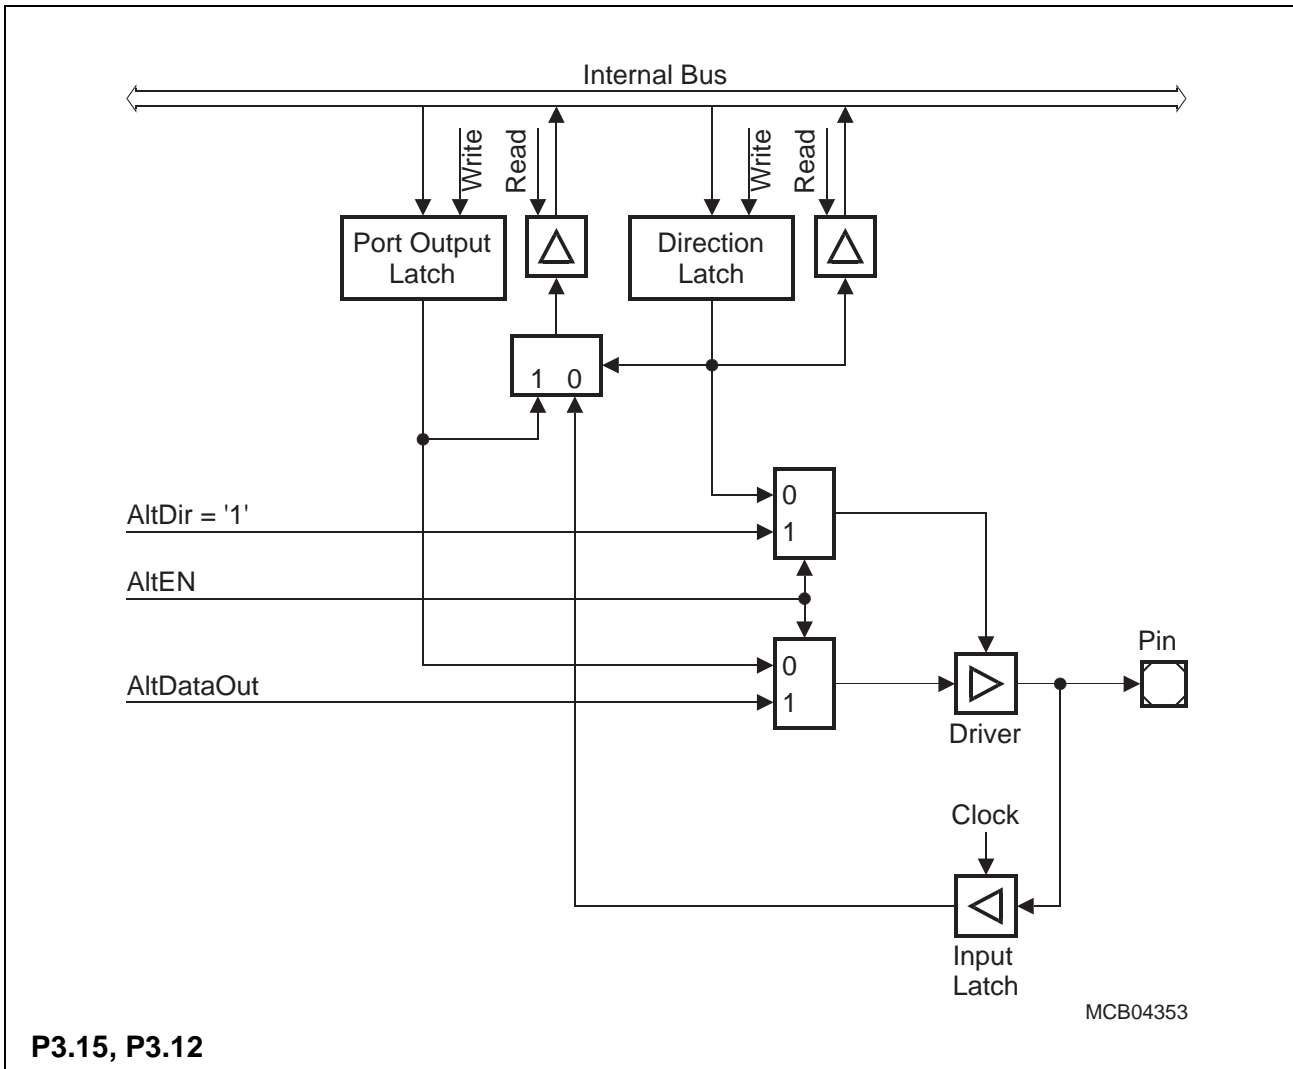 Internal Bus
Write
Read
Write
Read
Port Output
Latch
Direction
Latch
1 0
0
1
AltDir = '1'
AltEN
0
1
AltDataOut
Pin
Driver
Clock
Input
Latch
MCB04353
P3.15, P3.12